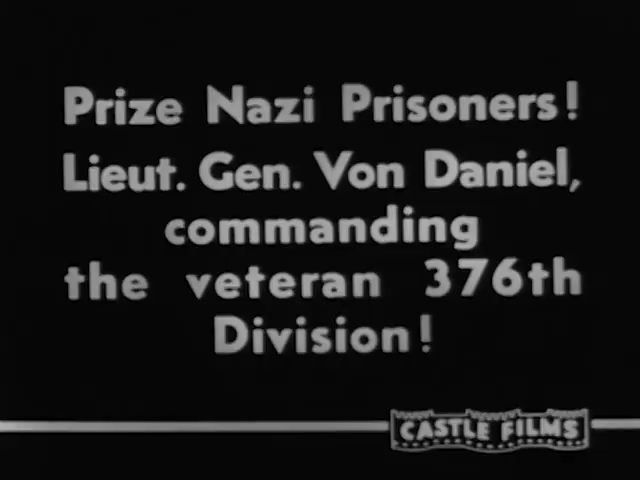 Prize Nazi Prisoners!
Lieut. Gen. Von Daniel,
commanding
the veteran 376th
Division!
CASTLE FILMS